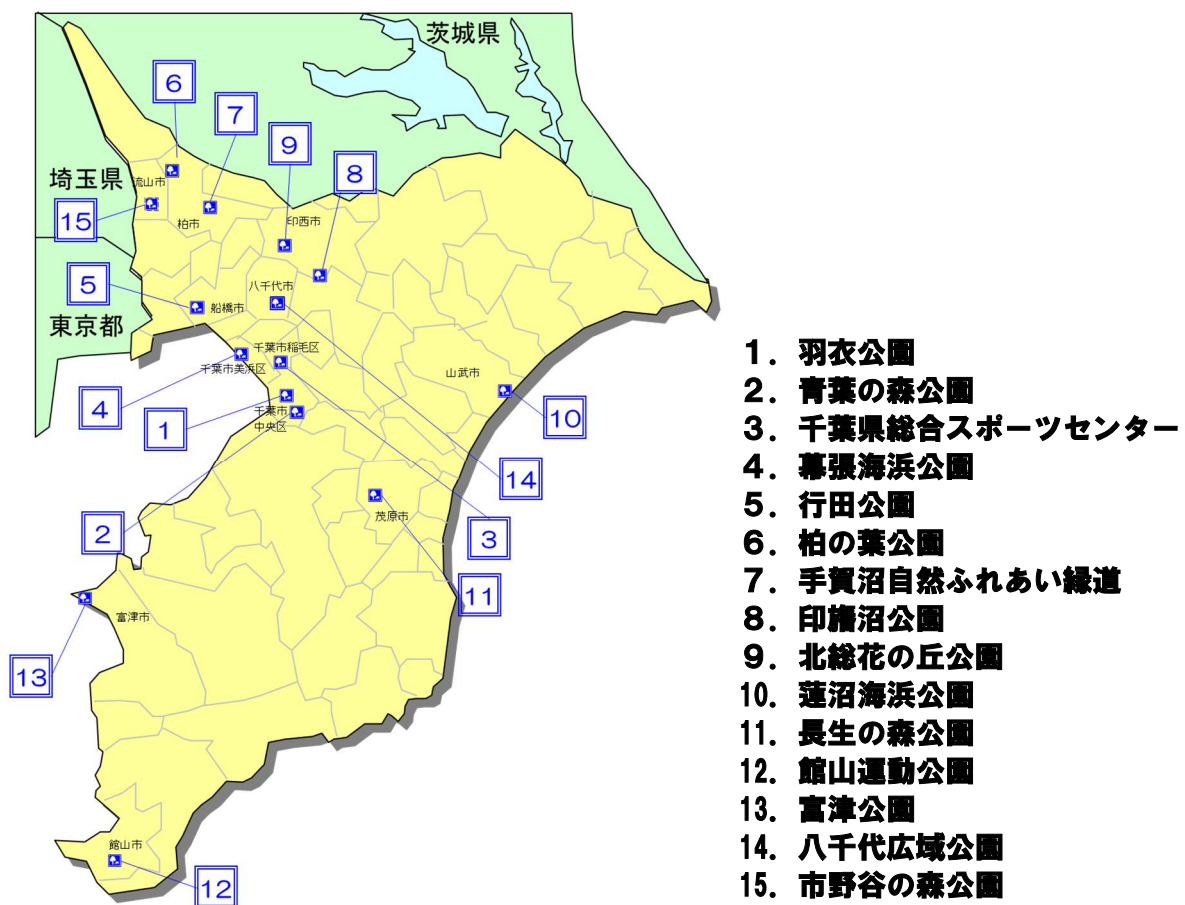 茨城県
6
7
9
8
埼玉県
流山市
15
柏市
印西市
5
八千代市
船橋市
東京都
千葉市稲毛区
千葉市美浜区
山武市
4
1
千葉市
中央区
10
14
2
茂原市
3
11
富津市
13
館山市
12
1. 羽衣公園
2. 青葉の森公園
3. 千葉県総合スポーツセンター
4. 幕張海浜公園
5. 行田公園
6. 柏の葉公園
7. 手賀沼自然ふれあい緑道
8. 印旛沼公園
9. 北総花の丘公園
10. 蓮沼海浜公園
11. 長生の森公園
12. 館山運動公園
13. 富津公園
14. 八千代広域公園
15. 市野谷の森公園